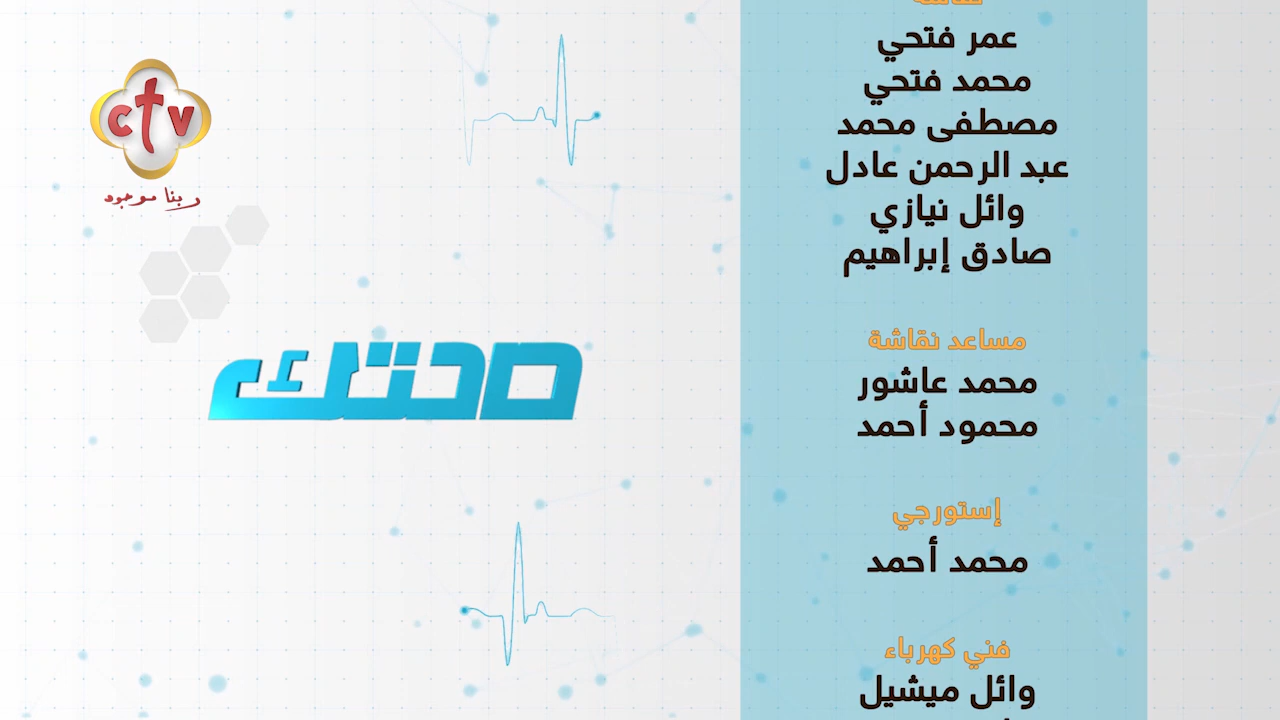 ctv
ربنا موجود
صحتك
عمر فتحي
محمد فتحي
مصطفى محمد
عبد الرحمن عادل
وائل نيازي
صادق إبراهيم
مساعد نقاشة
محمد عاشور
محمود أحمد
إستورجي
محمد أحمد
فني كهرباء
وائل ميشيل